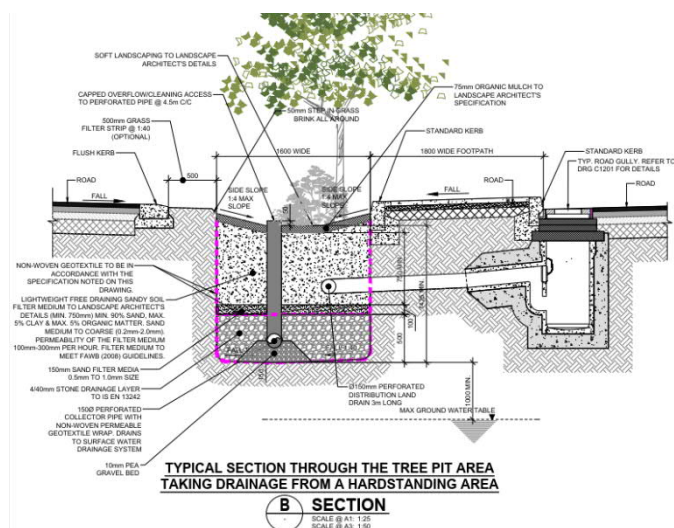 SOFT LANDSCAPING TO LANDSCAPE
ARCHITECT'S DETAILS
CAPPED OVERFLOW/CLEANING ACCESS
TO PERFORATED PIPE @ 4.5m C/C
500mm GRASS
FILTER STRIP @ 1:40
(OPTIONAL)
FLUSH KERB
ROAD
FALL
500
50mm STEP IN GRASS
BRINK ALL AROUND
1600 WIDE
SIDE SLOPE
1:4 MAX
SLOPE
SIDE SLOPE
1:4 MAX
SLOPE
75mm ORGANIC MULCH TO
LANDSCAPE ARCHITECT'S
SPECIFICATION
STANDARD KERB
1800 WIDE FOOTPATH
FALL
ROAD
STANDARD KERB
TYP. ROAD GULLY. REFER TO
DRG C1201 FOR DETAILS
ROAD
NON-WOVEN GEOTEXTILE TO BE IN
ACCORDANCE WITH THE
SPECIFICATION NOTED ON THIS
DRAWING.
LIGHTWEIGHT FREE DRAINING SANDY SOIL
FILTER MEDIUM TO LANDSCAPE ARCHITECT'S
DETAILS (MIN. 750mm) MIN. 90% SAND, MAX.
5% CLAY & MAX. 5% ORGANIC MATTER. SAND
MEDIUM TO COARSE (0.2mm-2.0mm).
PERMEABILITY OF THE FILTER MEDIUM
100mm-300mm PER HOUR. FILTER MEDIUM TO
MEET FAWB (2008) GUIDELINES.
150mm SAND FILTER MEDIA
0.5mm TO 1.0mm SIZE
4/40mm STONE DRAINAGE LAYER
TO IS EN 13242
150Ø PERFORATED
COLLECTOR PIPE WITH
NON-WOVEN PERMEABLE
GEOTEXTILE WRAP. DRAINS
TO SURFACE WATER
DRAINAGE SYSTEM
10mm PEA
GRAVEL BED
750 MIN
100
500
150
Ø150mm PERFORATED
DISTRIBUTION LAND
DRAIN 3m LONG
1000 MIN.
MAX GROUND WATER TABLE
TYPICAL SECTION THROUGH THE TREE PIT AREA
TAKING DRAINAGE FROM A HARDSTANDING AREA
B
-
SECTION
SCALE @ A1: 1:25
SCALE @ A3: 1:50